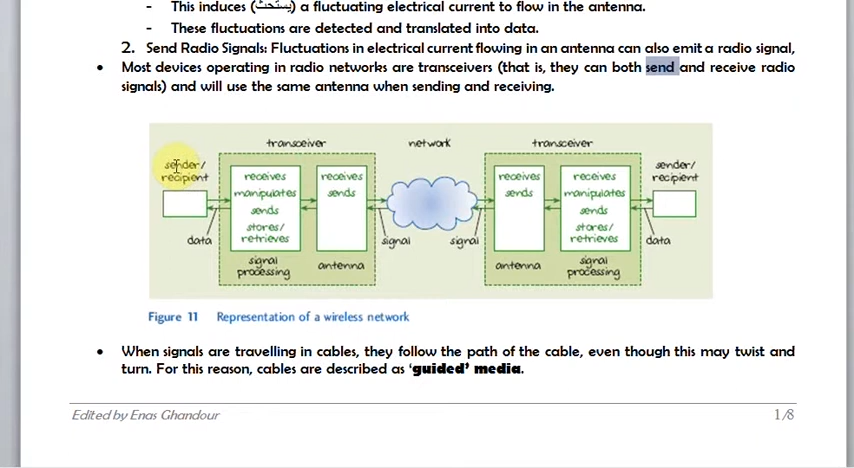 - This induces (يستحث) a fluctuating electrical current to flow in the antenna.
- These fluctuations are detected and translated into data.
2. Send Radio Signals: Fluctuations in electrical current flowing in an antenna can also emit a radio signal,
• Most devices operating in radio networks are transceivers (that is, they can both send and receive radio
signals) and will use the same antenna when sending and receiving.
transceiver network transceiver
sender/
recipient
receives
manipulates
sends
stores/
retrieves
receives
sends
receives
sends
receives
manipulates
sends
stores/
retrieves
sender/
recipient
data
signal
processing
antenna
signal
signal
antenna
signal
processing
data
Figure 11 Representation of a wireless network
• When signals are travelling in cables, they follow the path of the cable, even though this may twist and
turn. For this reason, cables are described as ‘guided’ media.
Edited by Enas Ghandour 1/8